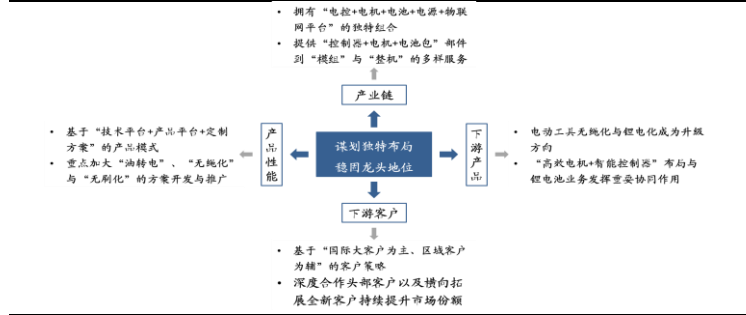 • 拥有“电控+电机+电池+电源+物联
网平台”的独特组合
• 提供“控制器+电机+电池包”部件
到“模组”与“整机”的多样服务
产业链
• 基于“技术平台+产品平台+定制
方案”的产品模式
• 重点加大“油转电”、“无绳化”
与“无刷化”的方案开发与推广
产品性能
谋划独特布局
稳固龙头地位
下游产品
• 电动工具无绳化与锂电化成为升级
方向
• “高效电机+智能控制器”布局与
锂电池业务发挥重要协同作用
下游客户
• 基于“国际大客户为主、区域客户
为辅”的客户策略
• 深度合作头部客户以及横向拓
展全新客户持续提升市场份额